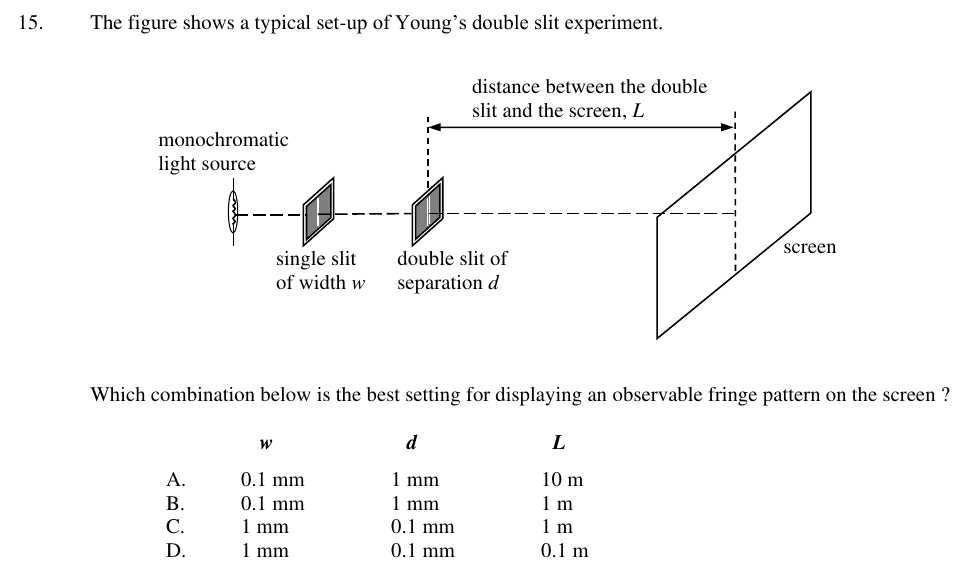 15. The figure shows a typical set-up of Young’s double slit experiment.
distance between the double
slit and the screen, L
monochromatic
light source
single slit
of width w
double slit of
separation d
screen
Which combination below is the best setting for displaying an observable fringe pattern on the screen ?
w d L
A. 0.1 mm 1 mm 10 m
B. 0.1 mm 1 mm 1 m
C. 1 mm 0.1 mm 1 m
D. 1 mm 0.1 mm 0.1 m